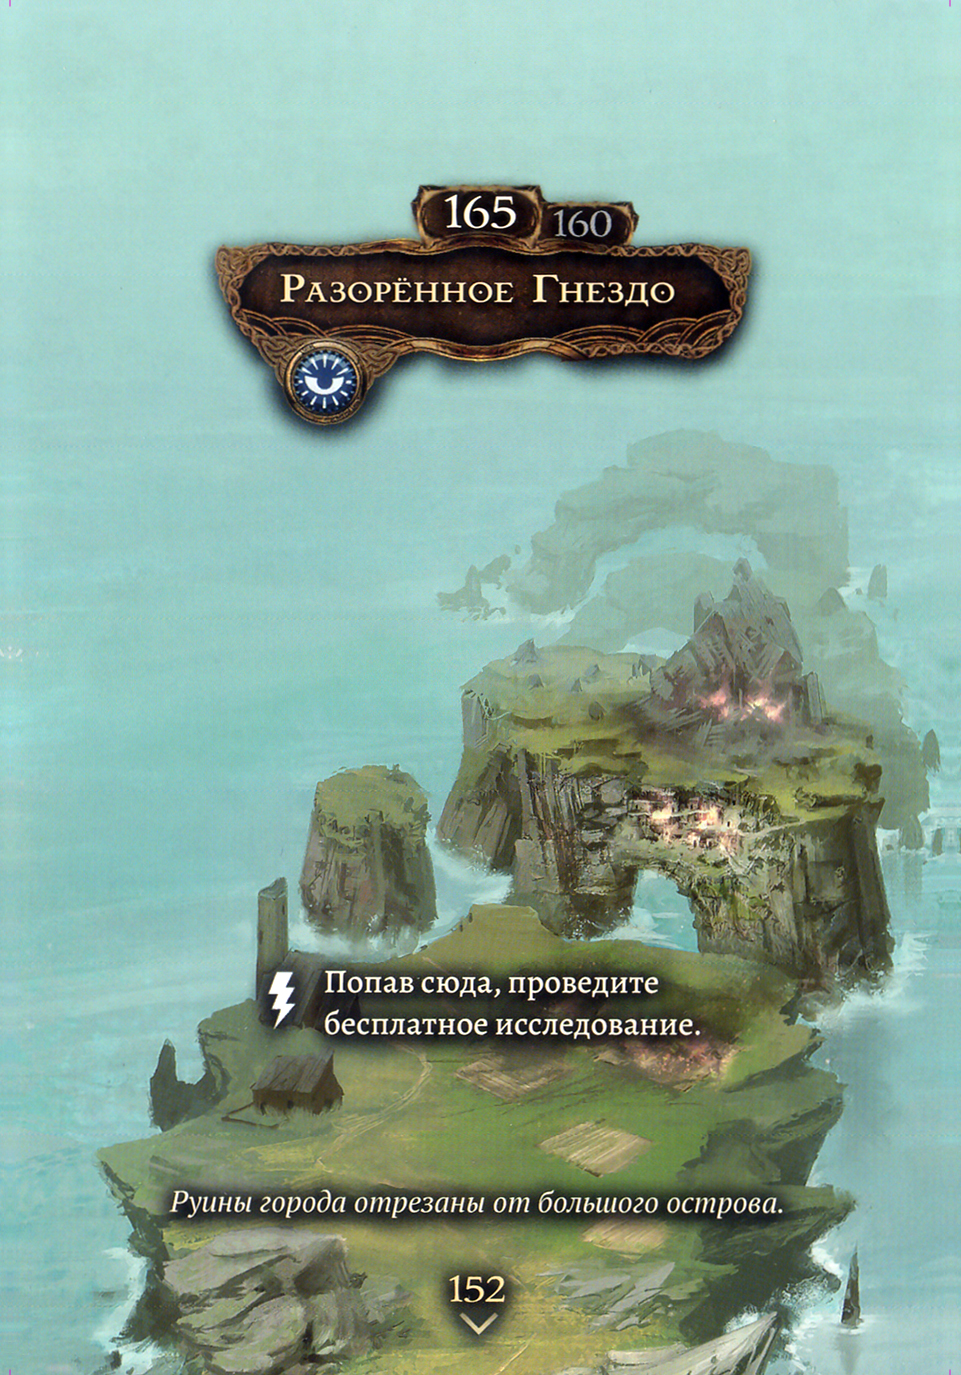 165
160
Разорённое Гнездо
Попав сюда, проведите
бесплатное исследование.
Руины города отрезаны от большого острова.
152